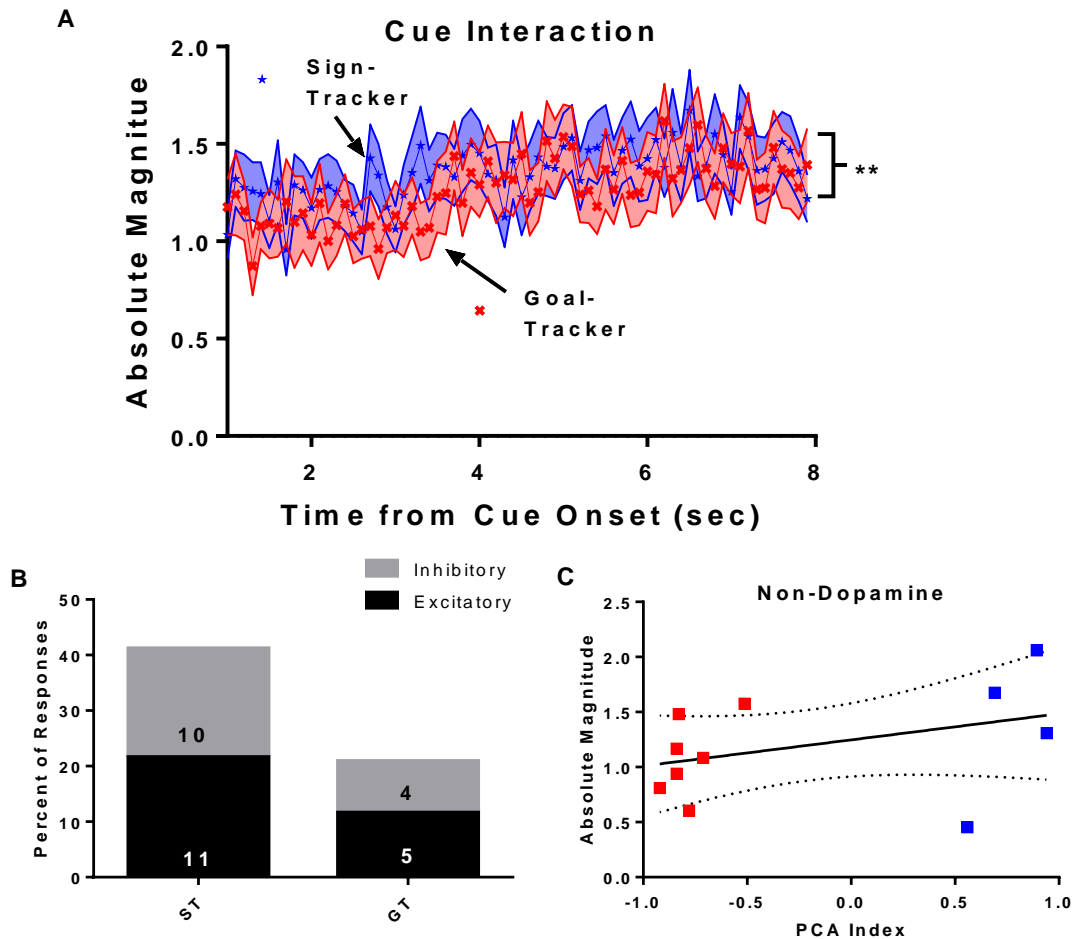 A
Cue Interaction
Absolute Magnitue
2.0
1.5
1.0
0.5
0.0
Sign-
Tracker
Goal-
Tracker
**
2
4
6
8
Time from Cue Onset (sec)
B
Inhibitory
Excitatory
Percent of Responses
50
40
30
20
10
0
10
11
4
5
ST
GT
C
Non-Dopamine
Absolute Magnitude
2.5
2.0
1.5
1.0
0.5
0.0
-1.0
-0.5
0.0
0.5
1.0
PCA Index